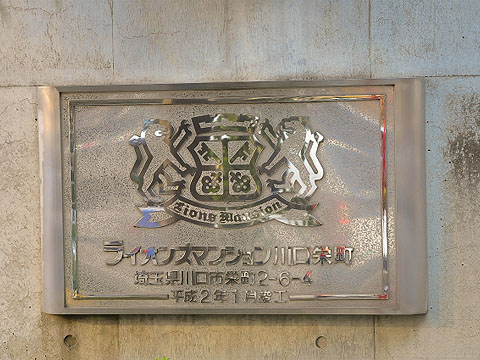 Lions Mansion
ライオンズマンション川口栄町
埼玉県川口市栄町2-6-4
平成2年1月竣工